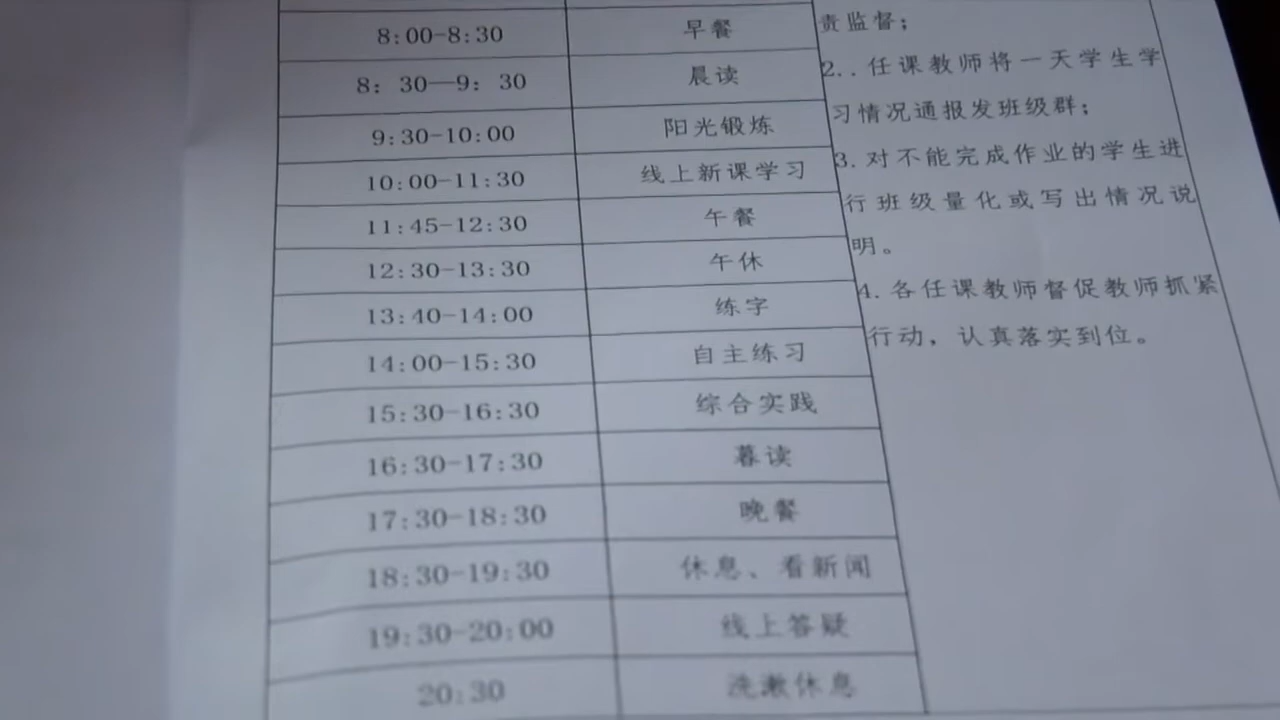 8:00-8:30 早餐
8：30—9：30 晨读
9:30-10:00 阳光锻炼
10:00-11:30 线上新课学习
11:45-12:30 午餐
12:30-13:30 午休
13:40-14:00 练字
14:00-15:30 自主练习
15:30-16:30 综合实践
16:30-17:30 暮读
17:30-18:30 晚餐
18:30-19:30 休息、看新闻
19:30-20:00 线上答疑
20:30 洗漱休息
责监督；
2..任课教师将一天学生学
习情况通报发班级群；
3.对不能完成作业的学生进
行班级量化或写出情况说
明。
4.各任课教师督促教师抓紧
行动，认真落实到位。